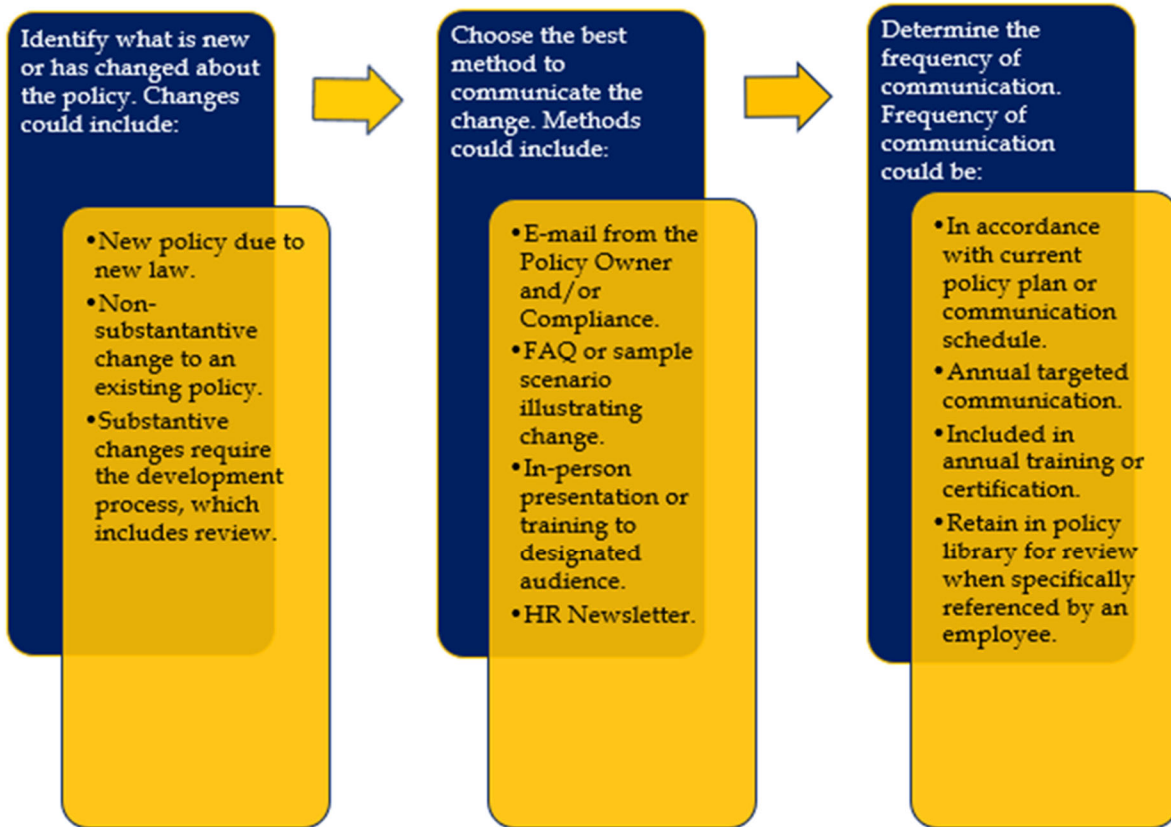 Identify what is new
or has changed about
the policy. Changes
could include:
•New policy due to
new law.
•Non-
substantantive
change to an
existing policy.
•Substantive
changes require
the development
process, which
includes review.
Choose the best
method to
communicate the
change. Methods
could include:
•E-mail from the
Policy Owner
and/or
Compliance.
•FAQ or sample
scenario
illustrating
change.
•In-person
presentation or
training to
designated
audience.
•HR Newsletter.
Determine the
frequency of
communication.
Frequency of
communication
could be:
•In accordance
with current
policy plan or
communication
schedule.
•Annual targeted
communication.
•Included in
annual training or
certification.
•Retain in policy
library for review
when specifically
referenced by an
employee.